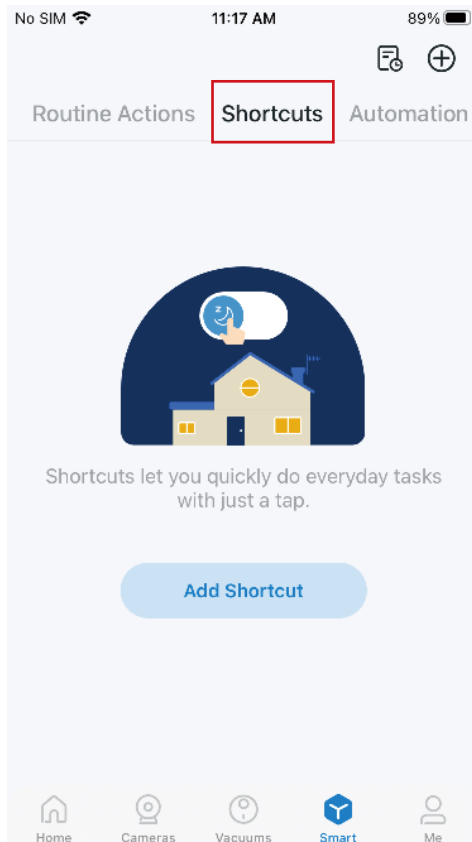 No SIM 11:17 AM 89%
Routine Actions Shortcuts Automation
z
Shortcuts let you quickly do everyday tasks
with just a tap.
Add Shortcut
Home Cameras Vacuums Smart Me